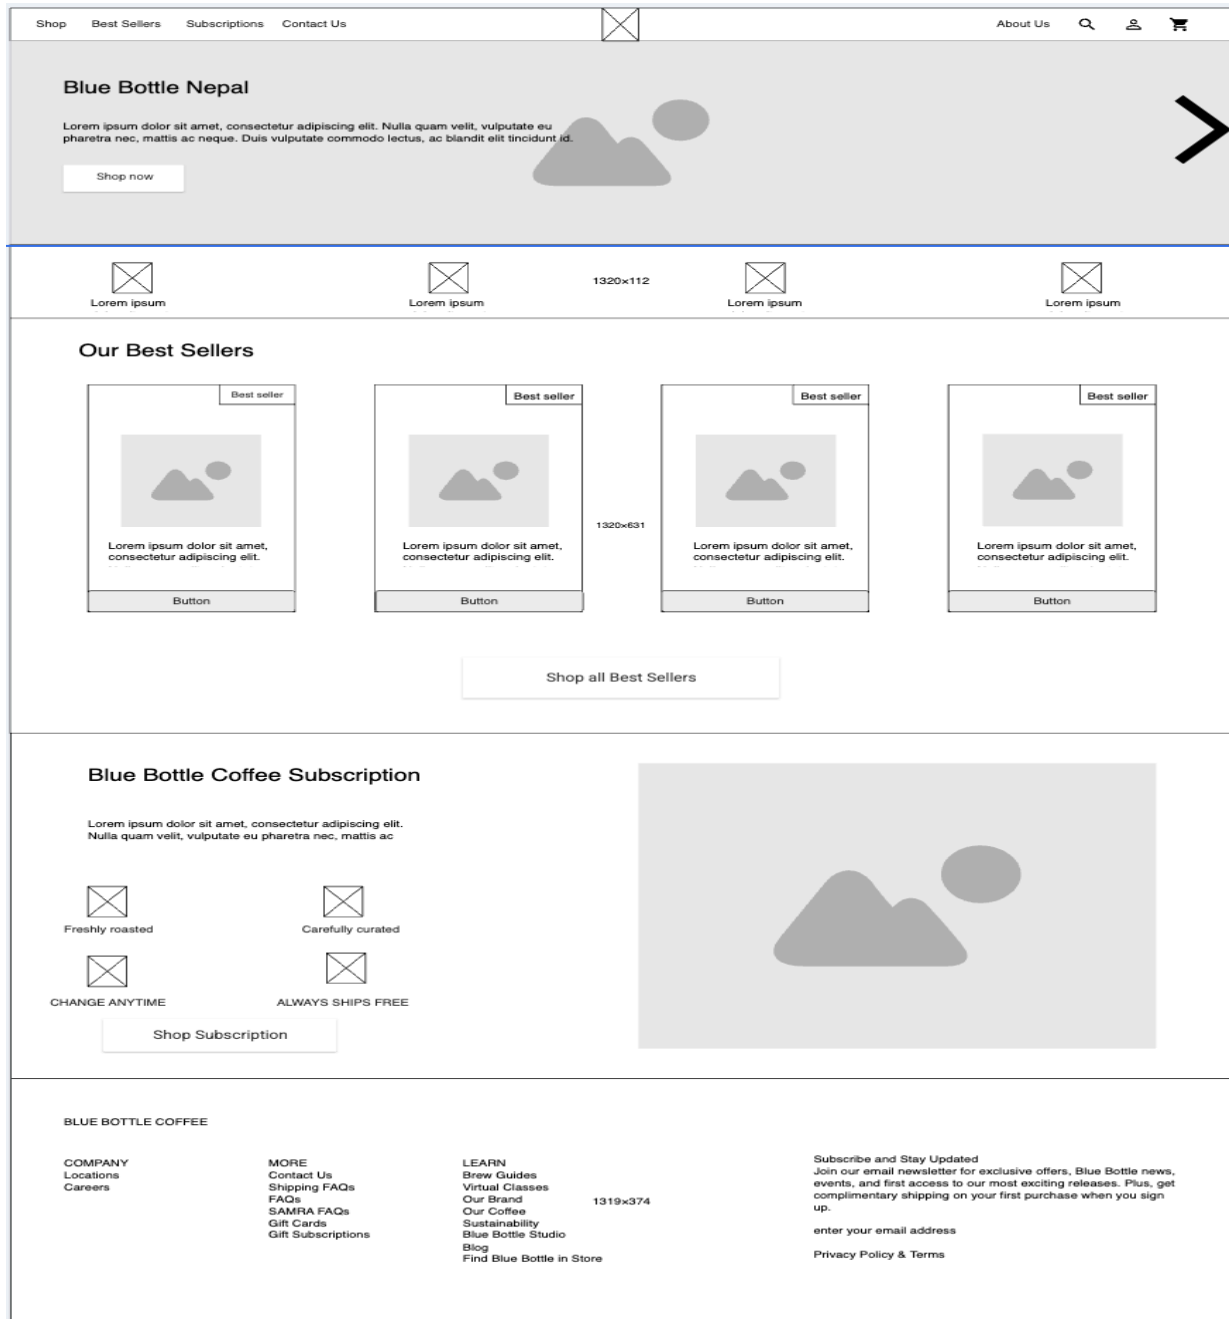 Shop Best Sellers Subscriptions Contact Us About Us
Blue Bottle Nepal
Lorem ipsum dolor sit amet, consectetur adipiscing elit. Nulla quam velit, vulputate eu
pharetra nec, mattis ac neque. Duis vulputate commodo lectus, ac blandit elit tincidunt id.
Shop now
1320×112
Lorem ipsum Lorem ipsum Lorem ipsum Lorem ipsum
Our Best Sellers
Best seller Best seller Best seller Best seller
1320×631
Lorem ipsum dolor sit amet,
consectetur adipiscing elit.
Lorem ipsum dolor sit amet,
consectetur adipiscing elit.
Lorem ipsum dolor sit amet,
consectetur adipiscing elit.
Lorem ipsum dolor sit amet,
consectetur adipiscing elit.
Button Button Button Button
Shop all Best Sellers
Blue Bottle Coffee Subscription
Lorem ipsum dolor sit amet, consectetur adipiscing elit.
Nulla quam velit, vulputate eu pharetra nec, mattis ac
Freshly roasted Carefully curated
CHANGE ANYTIME ALWAYS SHIPS FREE
Shop Subscription
BLUE BOTTLE COFFEE
COMPANY
Locations
Careers
MORE
Contact Us
Shipping FAQs
FAQs
SAMRA FAQs
Gift Cards
Gift Subscriptions
LEARN
Brew Guides
Virtual Classes
Our Brand
Our Coffee
Sustainability
Blue Bottle Studio
Blog
Find Blue Bottle in Store
1319×374
Subscribe and Stay Updated
Join our email newsletter for exclusive offers, Blue Bottle news,
events, and first access to our most exciting releases. Plus, get
complimentary shipping on your first purchase when you sign
up.
enter your email address
Privacy Policy & Terms